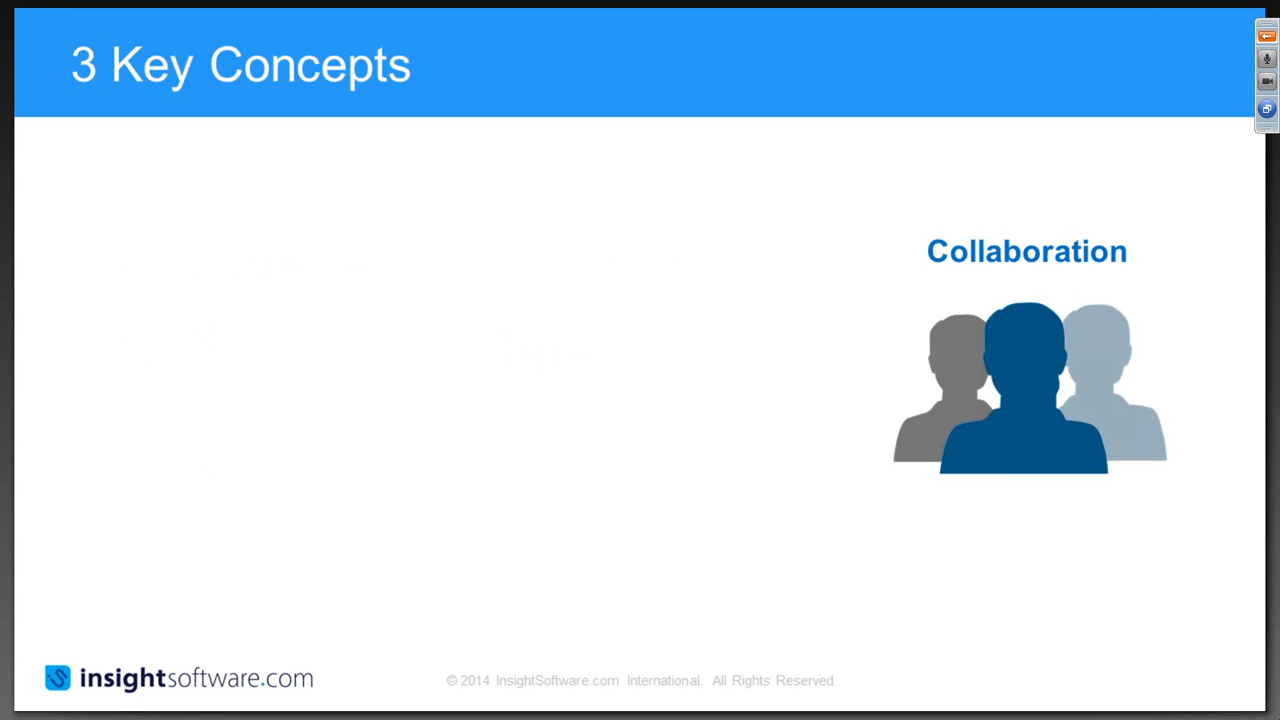 3 Key Concepts
Collaboration
insightsoftware.com
© 2014 InsightSoftware.com International. All Rights Reserved.